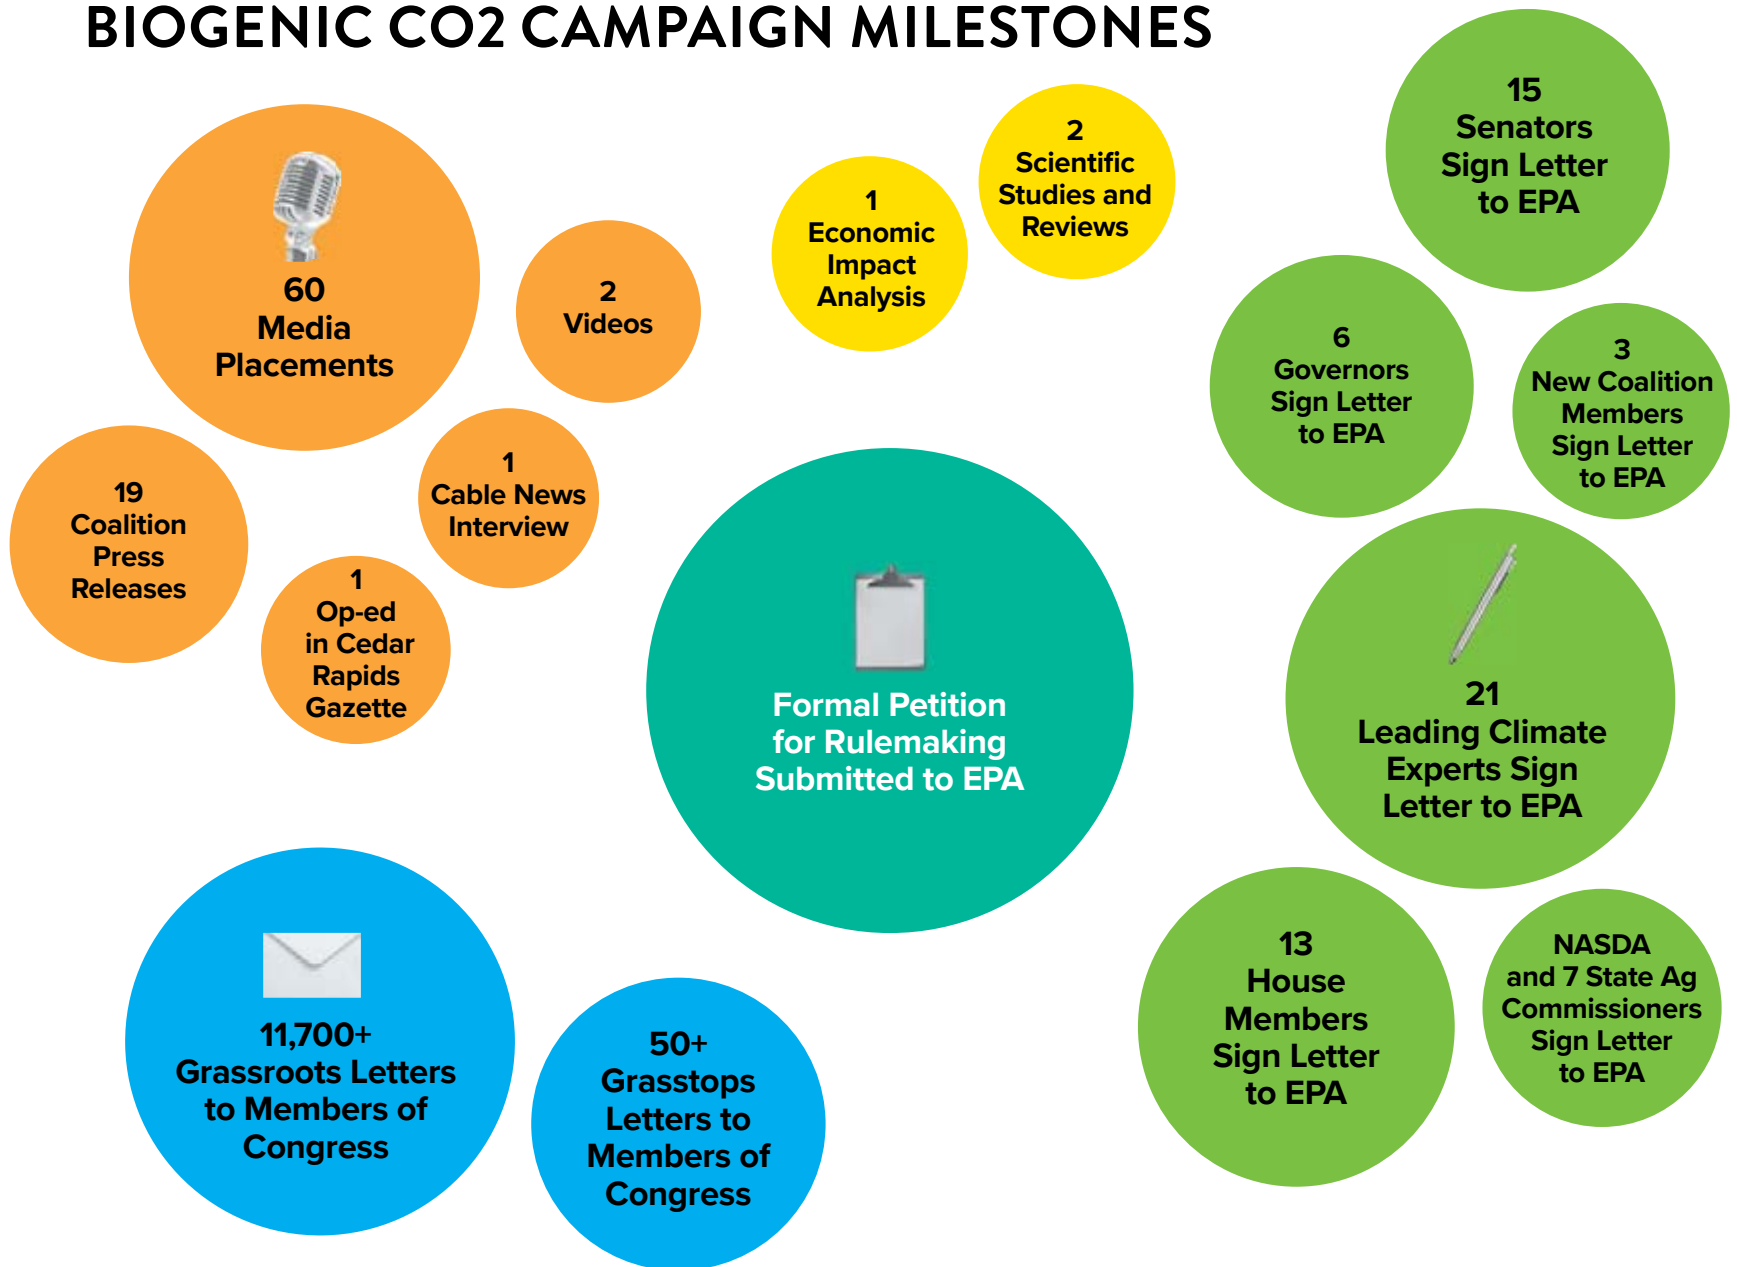 BIOGENIC CO2 CAMPAIGN MILESTONES
60
Media
Placements
2
Videos
19
Coalition
Press
Releases
1
Cable News
Interview
1
Op-ed
in Cedar
Rapids
Gazette
1
Economic
Impact
Analysis
2
Scientific
Studies and
Reviews
15
Senators
Sign Letter
to EPA
6
Governors
Sign Letter
to EPA
3
New Coalition
Members
Sign Letter
to EPA
21
Leading Climate
Experts Sign
Letter to EPA
13
House
Members
Sign Letter
to EPA
NASDA
and 7 State Ag
Commissioners
Sign Letter
to EPA
Formal Petition
for Rulemaking
Submitted to EPA
11,700+
Grassroots Letters
to Members of
Congress
50+
Grasstops
Letters to
Members of
Congress